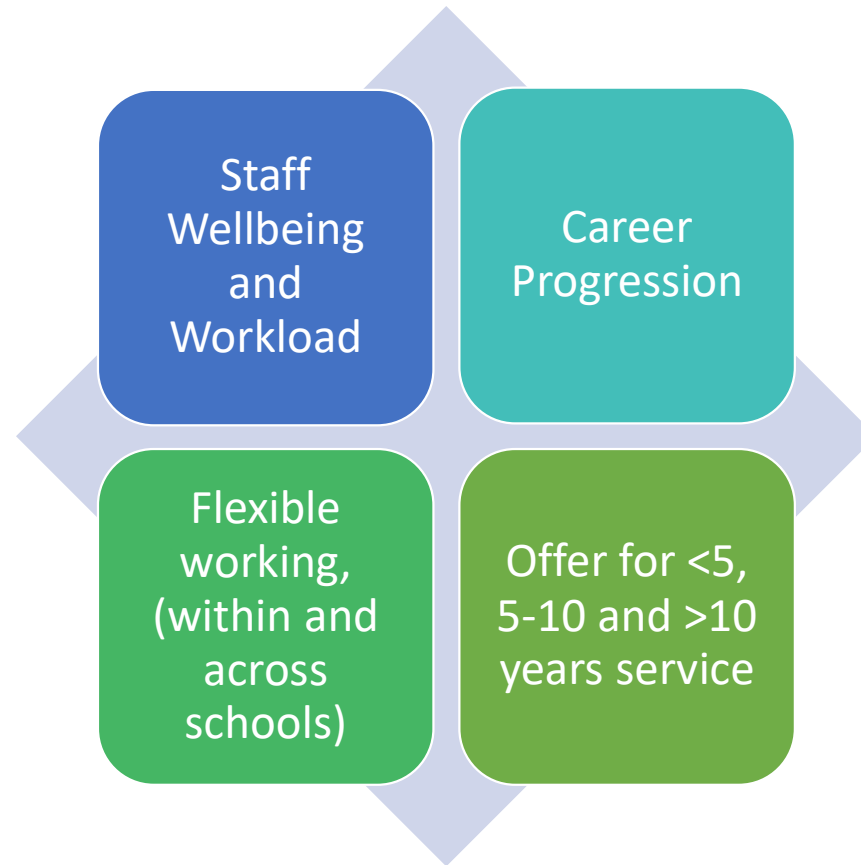 Staff
Wellbeing
and
Workload
Career
Progression
Flexible
working,
(within and
across
schools)
Offer for <5,
5-10 and >10
years service